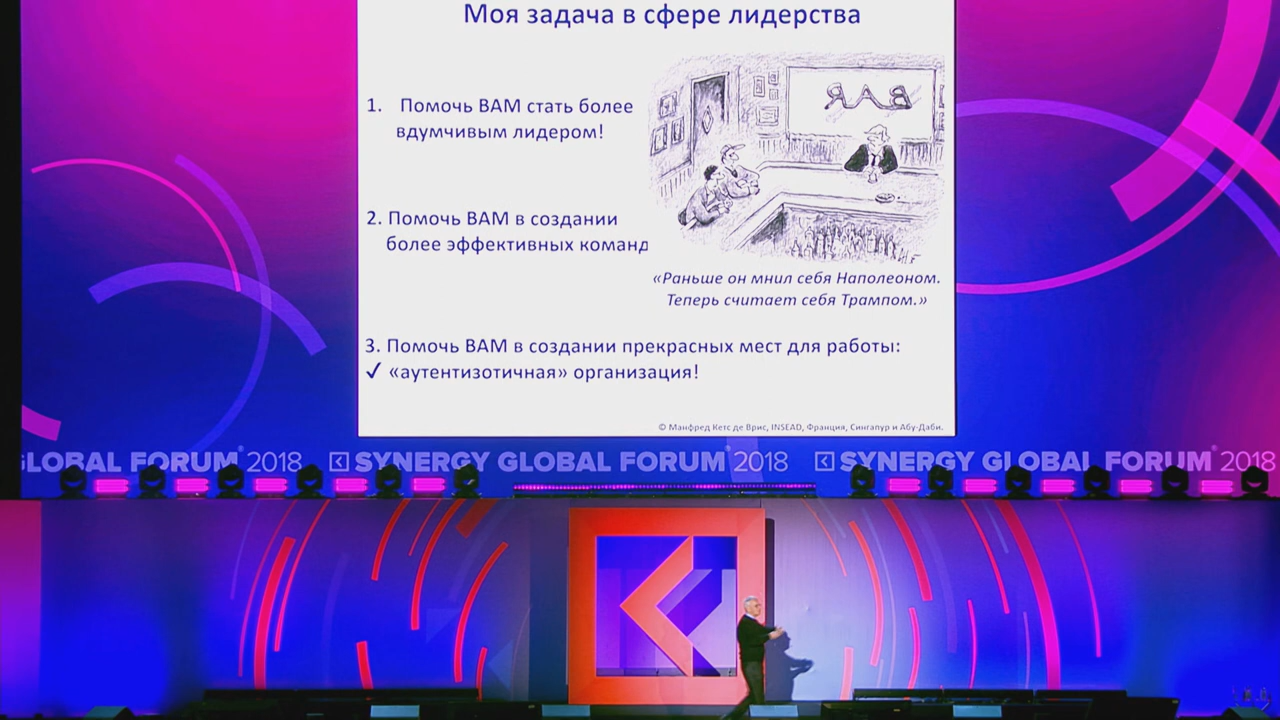 Моя задача в сфере лидерства
1. Помочь ВАМ стать более
вдумчивым лидером!
ВАЯ
2. Помочь ВАМ в создании
более эффективных команд
«Раньше он мнил себя Наполеоном.
Теперь считает себя Трампом.»
3. Помочь ВАМ в создании прекрасных мест для работы:
✓ «аутентизотичная» организация!
© Манфред Кетс де Врис, INSEAD, Франция, Сингапур и Абу-Даби.
GLOBAL FORUM 2018 SYNERGY GLOBAL FORUM 2018 SYNERGY GLOBAL FORUM 2018